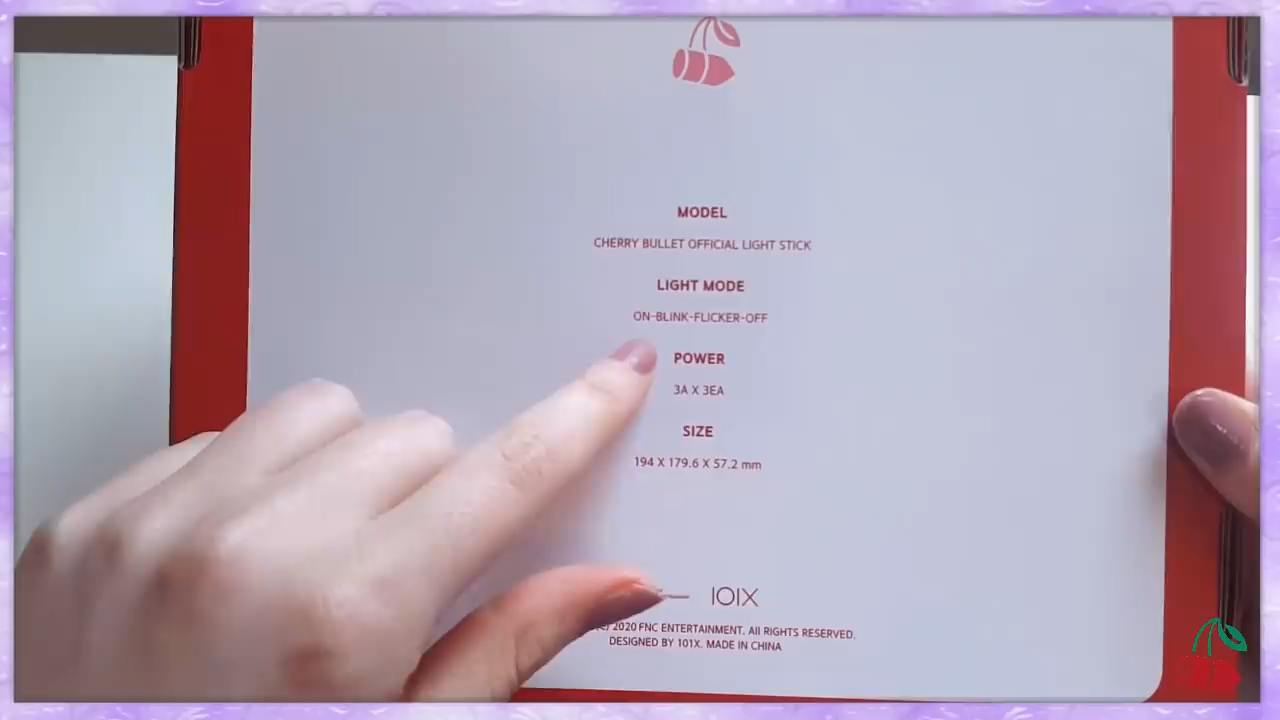 MODEL
CHERRY BULLET OFFICIAL LIGHT STICK
LIGHT MODE
ON-BLINK-FLICKER-OFF
POWER
3A X 3EA
SIZE
194 X 179.6 X 57.2 mm
101X
(C) 2020 FNC ENTERTAINMENT. All RIGHTS RESERVED.
DESIGNED BY 101X. MADE IN CHINA